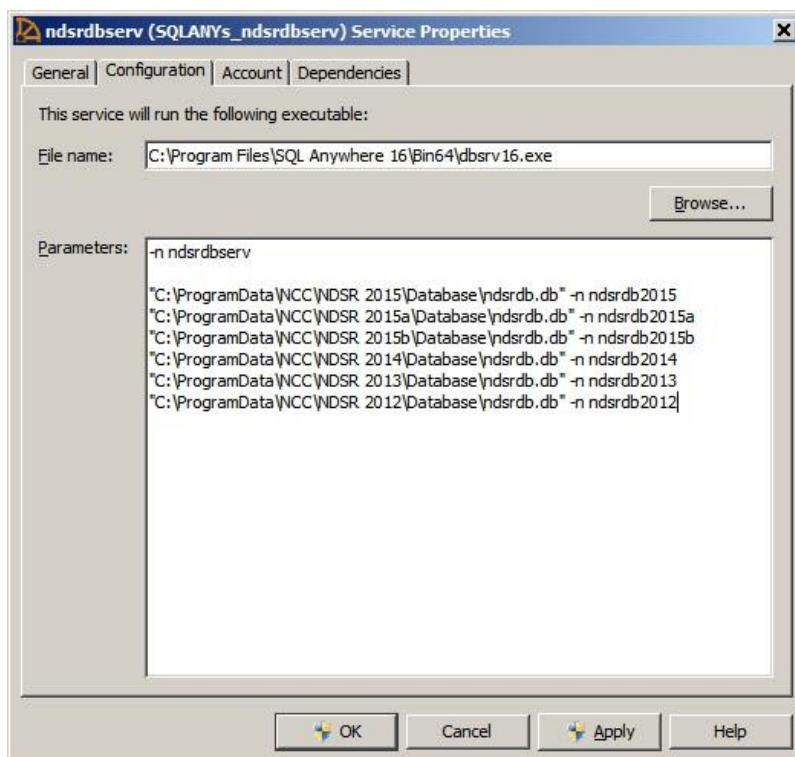 ndsrdbserv (SQLANYs_ndsrdbserv) Service Properties
General Configuration Account Dependencies
This service will run the following executable:
File name: C:\Program Files\SQL Anywhere 16\Bin64\dbsrv16.exe
Browse...
Parameters: -n ndsrdbserv
"C:\ProgramData\NCC\NDSR 2015\Database\ndsrdb.db" -n ndsrdb2015
"C:\ProgramData\NCC\NDSR 2015a\Database\ndsrdb.db" -n ndsrdb2015a
"C:\ProgramData\NCC\NDSR 2015b\Database\ndsrdb.db" -n ndsrdb2015b
"C:\ProgramData\NCC\NDSR 2014\Database\ndsrdb.db" -n ndsrdb2014
"C:\ProgramData\NCC\NDSR 2013\Database\ndsrdb.db" -n ndsrdb2013
"C:\ProgramData\NCC\NDSR 2012\Database\ndsrdb.db" -n ndsrdb2012
OK Cancel Apply Help